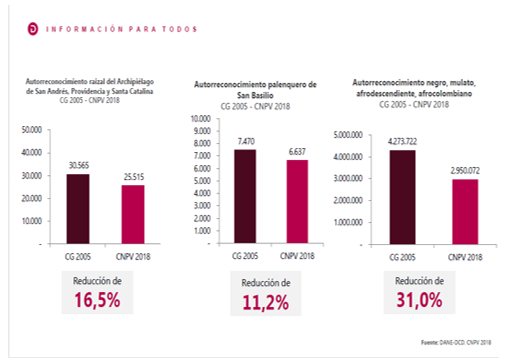 INFORMACIÓN PARA TODOS
Autorreconocimiento raizal del Archipiélago
de San Andrés, Providencia y Santa Catalina
CG 2005 - CNPV 2018
50.000
40.000
30.000
20.000
10.000
-
30.565
25.515
CG 2005
CNPV 2018
Reducción de
16,5%
Autorreconocimiento palenquero de
San Basilio
CG 2005 - CNPV 2018
10.000
9.000
8.000
7.000
6.000
5.000
4.000
3.000
2.000
1.000
-
7.470
6.637
CG 2005
CNPV 2018
Reducción de
11,2%
Autorreconocimiento negro, mulato,
afrodescendiente, afrocolombiano
CG 2005 - CNPV 2018
5.000.000
4.000.000
3.000.000
2.000.000
1.000.000
-
4.273.722
2.950.072
CG 2005
CNPV 2018
Reducción de
31,0%
Fuente: DANE-DCD. CNPV 2018